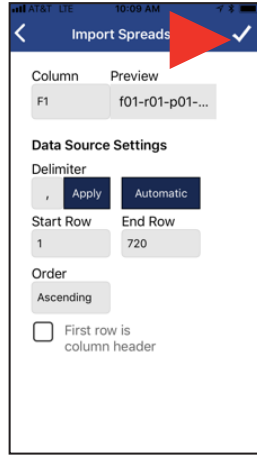 AT&T LTE 10:09 AM
Import Spreads
Column Preview
F1 f01-r01-p01-...
Data Source Settings
Delimiter
, Apply Automatic
Start Row End Row
1 720
Order
Ascending
First row is
column header